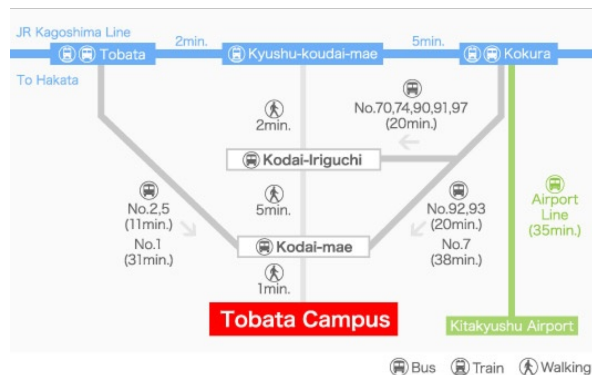 JR Kagoshima Line
Tobata
2min.
Kyushu-koudai-mae
5min.
Kokura
To Hakata
2min.
No.70,74,90,91,97
(20min.)
Kodai-Iriguchi
No.2,5
(11min.)
No.1
(31min.)
5min.
No.92,93
(20min.)
No.7
(38min.)
Airport
Line
(35min.)
Kodai-mae
1min.
Tobata Campus
Kitakyushu Airport
Bus Train Walking